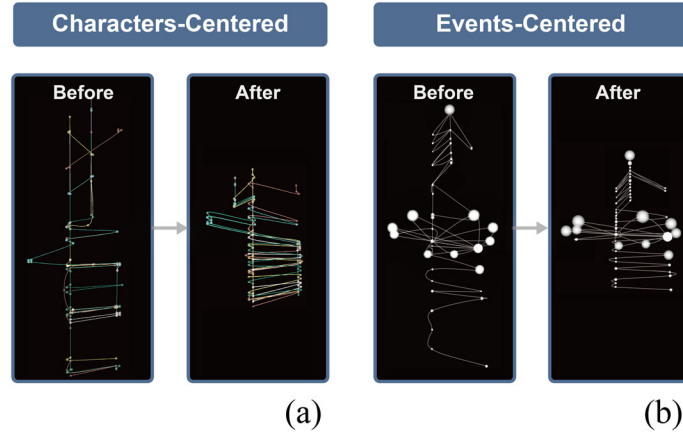 Characters-Centered
Events-Centered
Before
After
Before
After
(a)
(b)